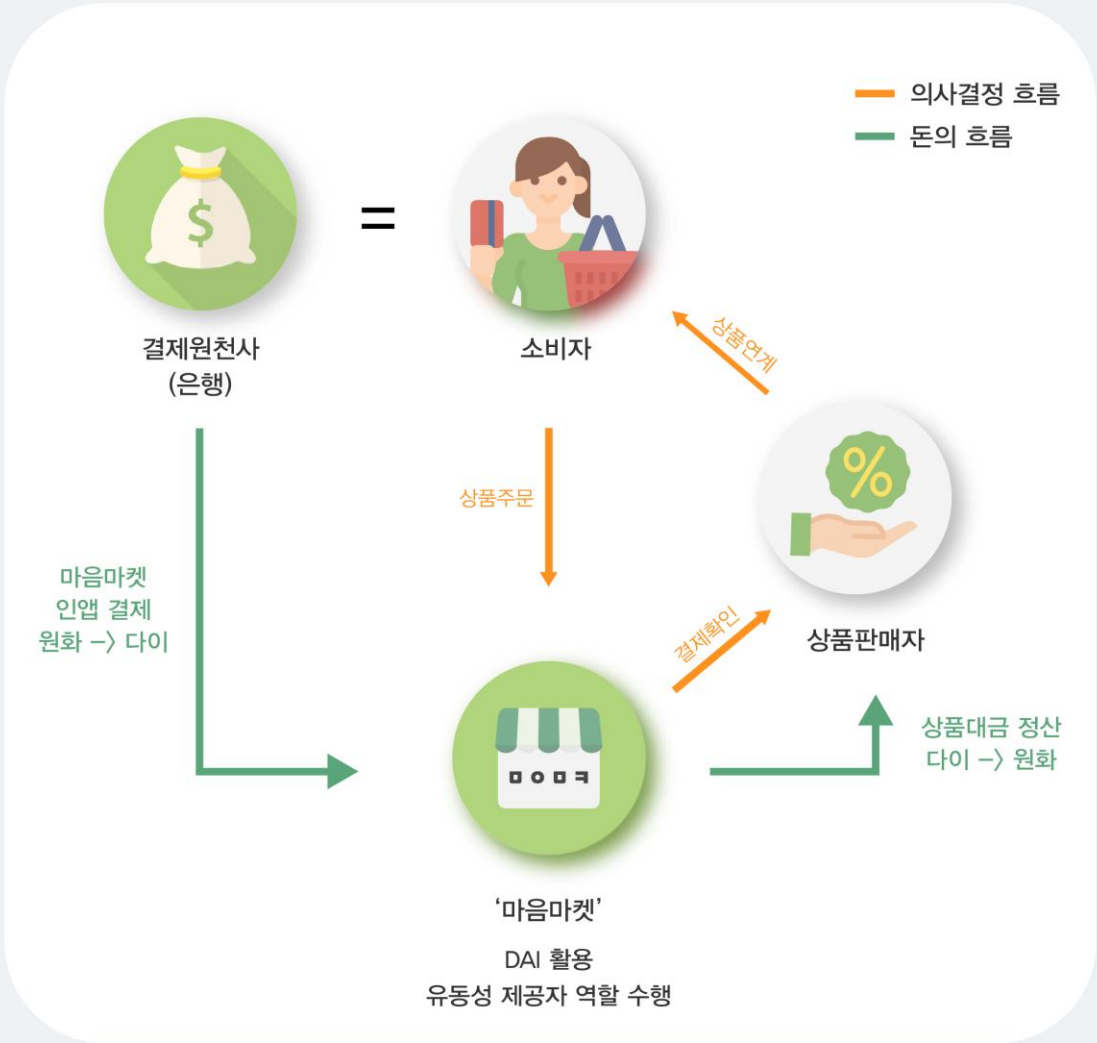 의사결정 흐름
돈의 흐름
$
=
결제원천사
(은행)
소비자
상품연계
%
상품주문
마음마켓
인앱 결제
원화 -> 다이
결제확인
상품판매자
상품대금 정산
다이 -> 원화
ㅁㅇㅁㅋ
‘마음마켓’
DAI 활용
유동성 제공자 역할 수행